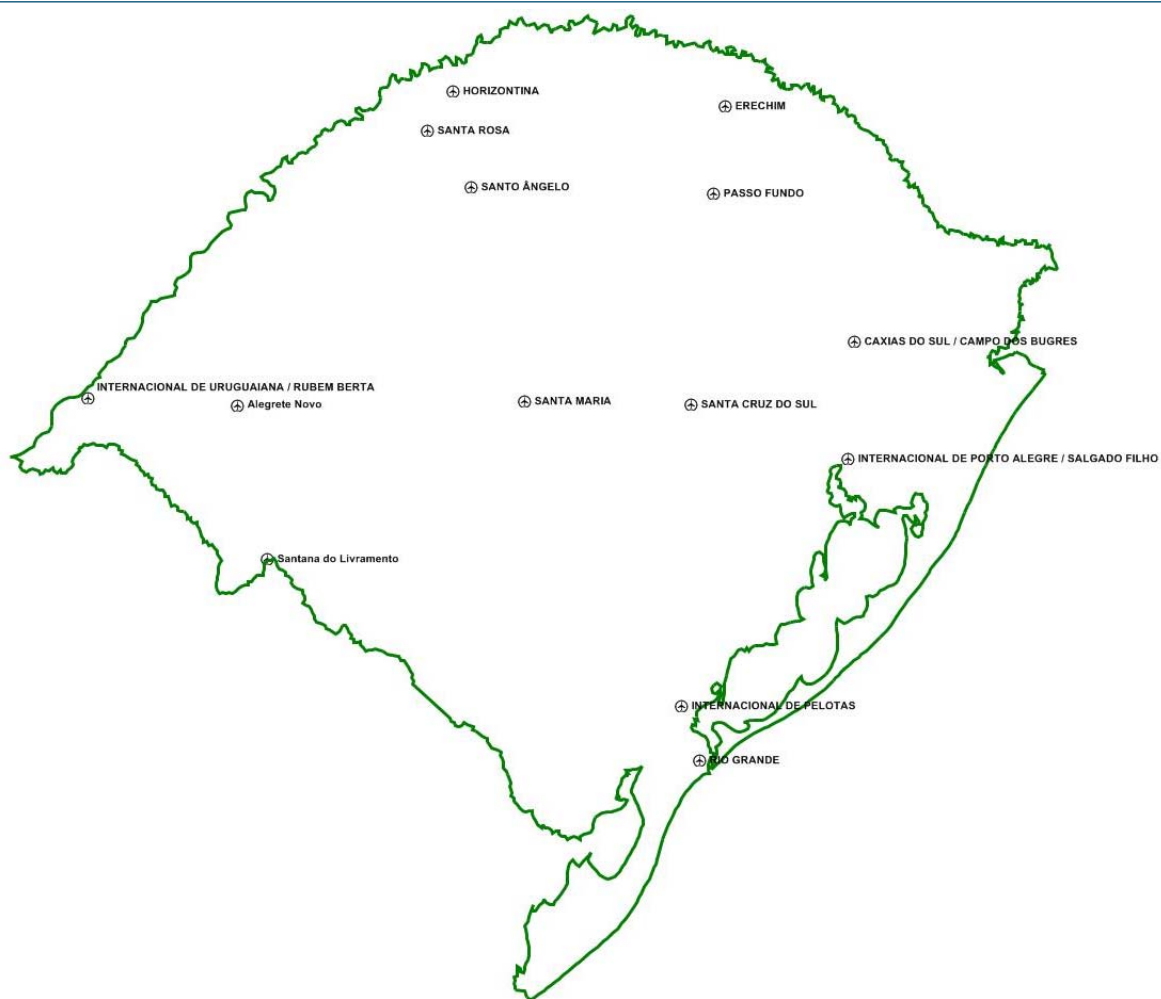 HORIZONTINA
ERECHIM
SANTA ROSA
SANTO ÂNGELO
PASSO FUNDO
CAXIAS DO SUL / CAMPO DOS BUGRES
INTERNACIONAL DE URUGUAIANA / RUBEM BERTA
Alegrete Novo
SANTA MARIA
SANTA CRUZ DO SUL
INTERNACIONAL DE PORTO ALEGRE / SALGADO FILHO
Santana do Livramento
INTERNACIONAL DE PELOTAS
RIO GRANDE